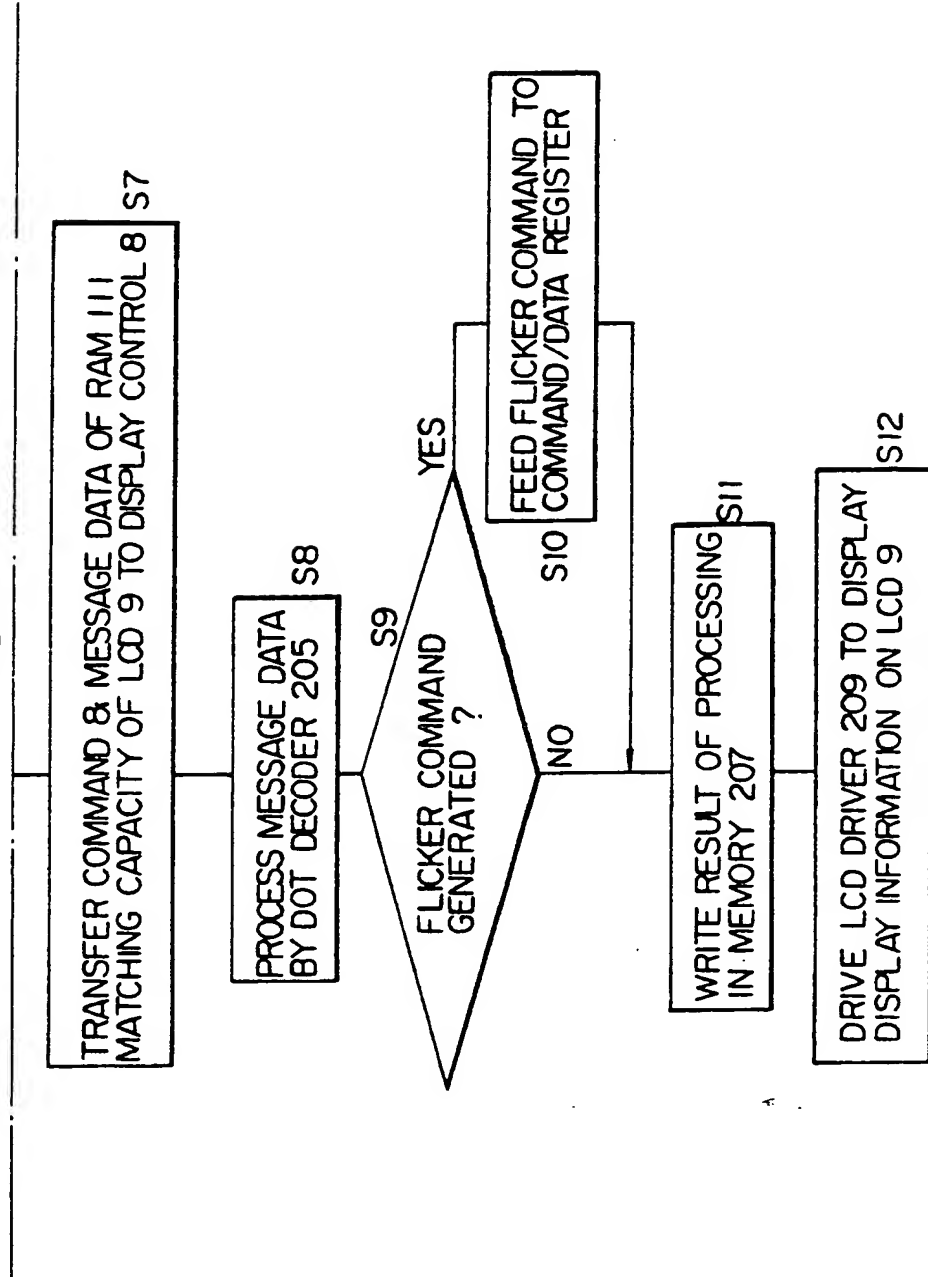 TRANSFER COMMAND & MESSAGE DATA OF RAM 111
MATCHING CAPACITY OF LCD 9 TO DISPLAY CONTROL 8
S7
PROCESS MESSAGE DATA
BY DOT DECODER 205
S8
S9
FLICKER COMMAND
GENERATED ?
YES
NO
S10
FEED FLICKER COMMAND TO
COMMAND/DATA REGISTER
WRITE RESULT OF PROCESSING
IN MEMORY 207
S11
DRIVE LCD DRIVER 209 TO DISPLAY
DISPLAY INFORMATION ON LCD 9
S12